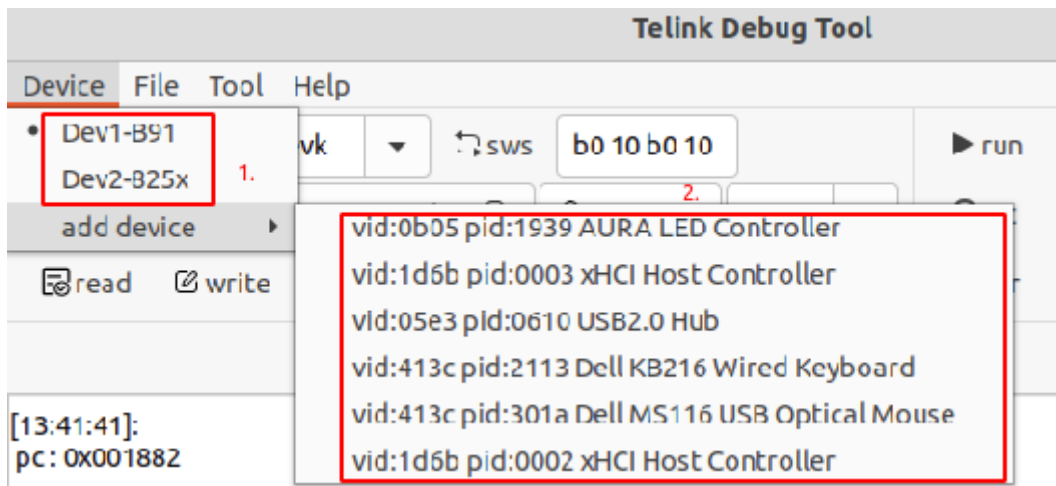 Telink Debug Tool
Device File Tool Help
Dev1-B91
Dev2-B25x
1.
add device
vk
sws
b0 10 b0 10
run
2.
vid:0b05 pid:1939 AURA LED Controller
vid:1d6b pid:0003 xHCI Host Controller
vid:05e3 pid:0610 USB2.0 Hub
vid:413c pid:2113 Dell KB216 Wired Keyboard
vid:413c pid:301a Dell MS116 USB Optical Mouse
vid:1d6b pid:0002 xHCI Host Controller
read write
[13:41:41]:
pc: 0x001882